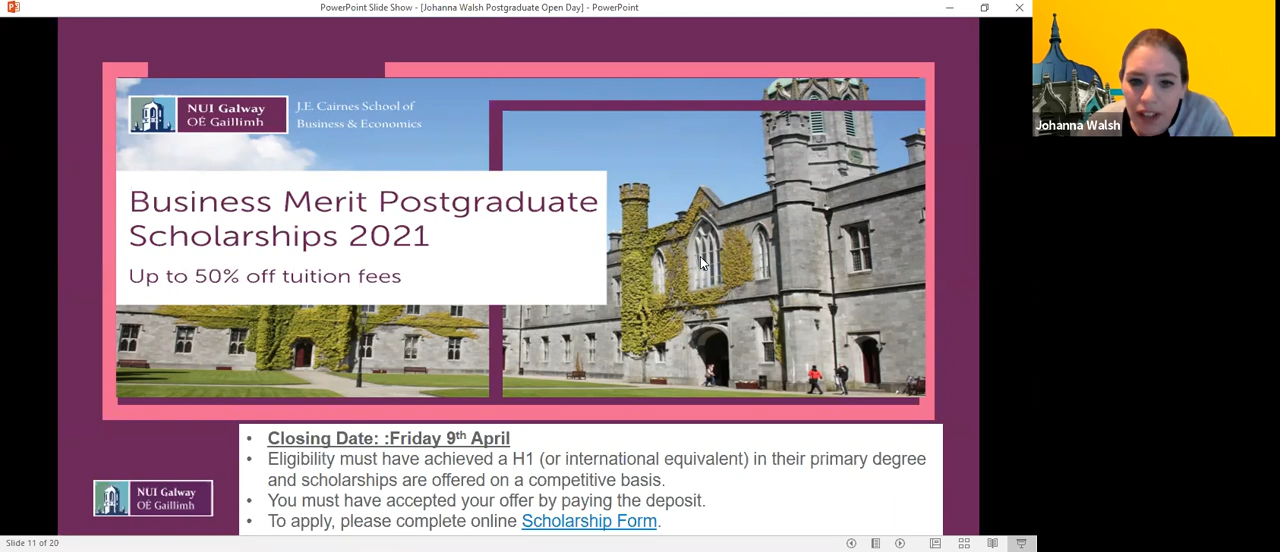 PowerPoint Slide Show - [Johanna Walsh Postgraduate Open Day] - PowerPoint
NUI Galway
OÉ Gaillimh
J.E. Cairnes School of
Business & Economics
Johanna Walsh
Business Merit Postgraduate
Scholarships 2021
Up to 50% off tuition fees
• Closing Date: :Friday 9th April
• Eligibility must have achieved a H1 (or international equivalent) in their primary degree
and scholarships are offered on a competitive basis.
• You must have accepted your offer by paying the deposit.
• To apply, please complete online Scholarship Form.
NUI Galway
OÉ Gaillimh
Slide 11 of 20